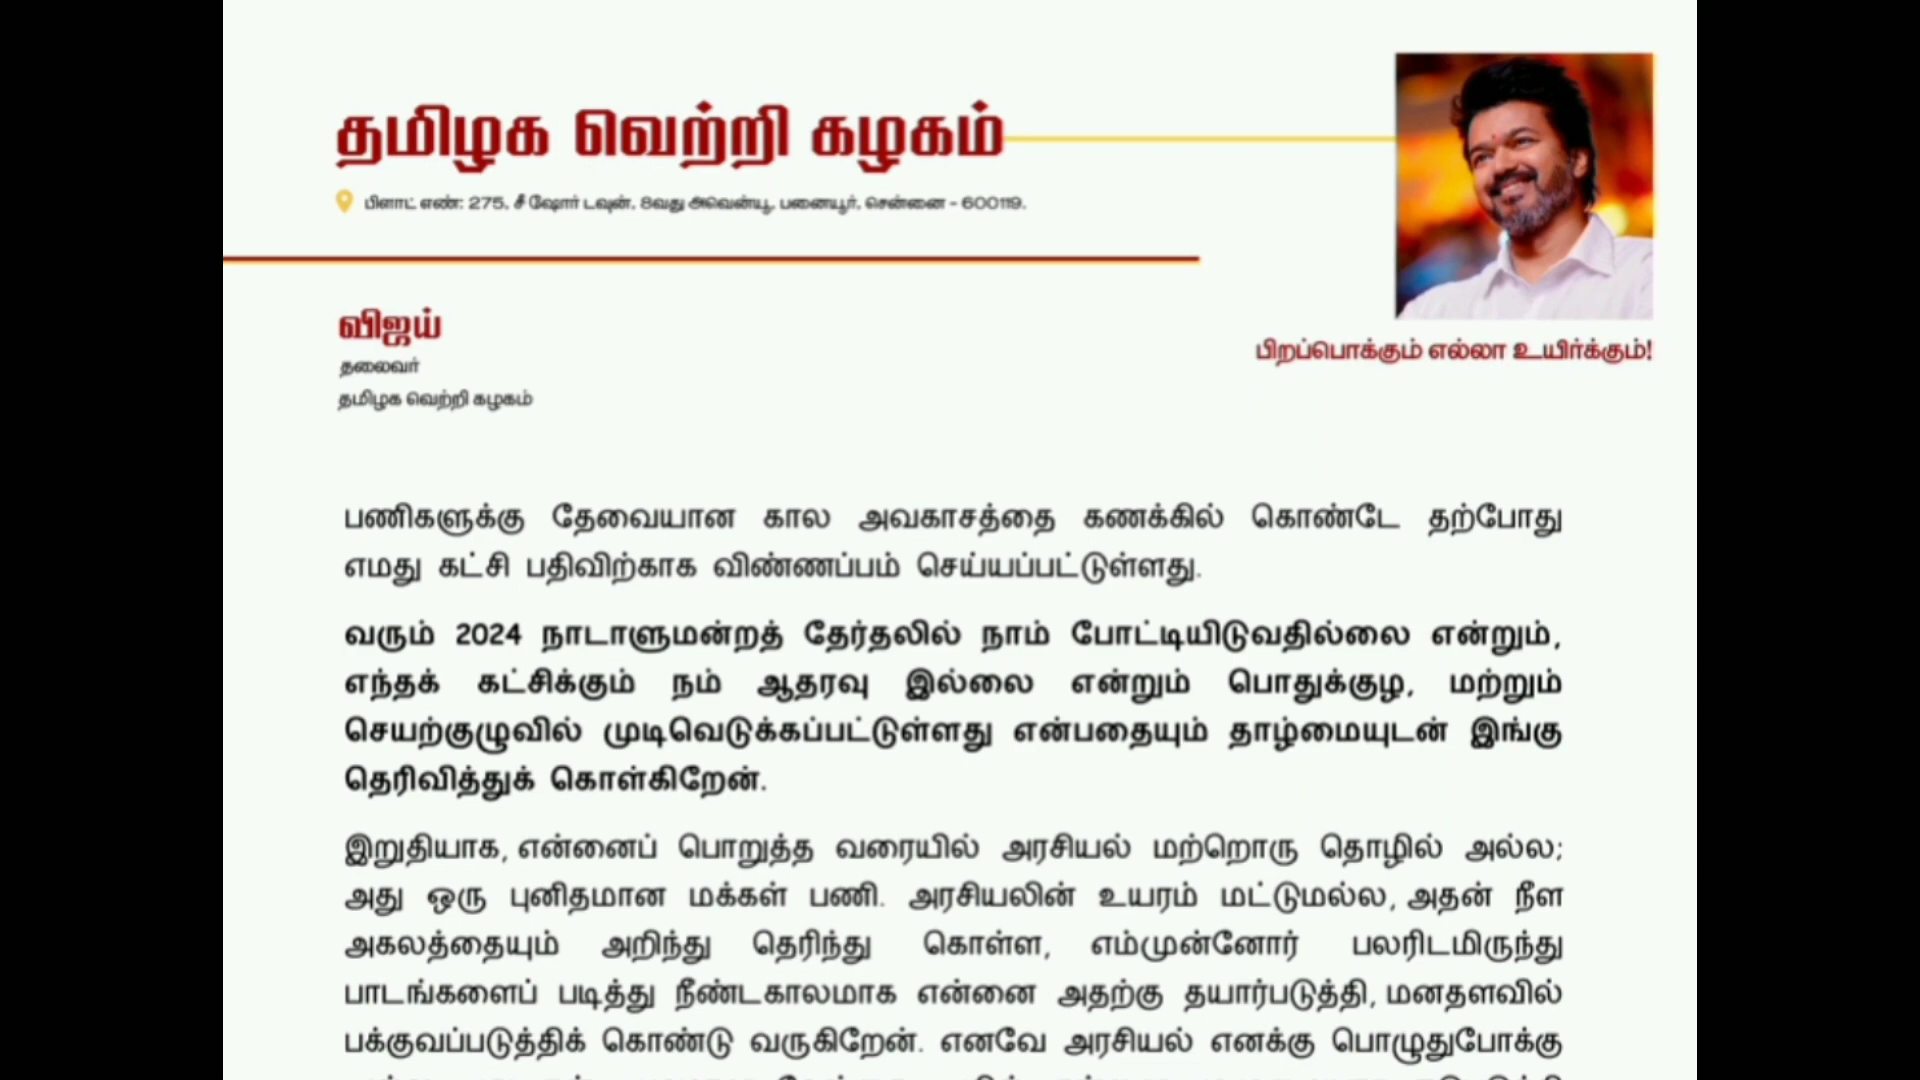 தமிழக வெற்றி கழகம்
பிளாட் எண்: 275, சீ ஷோர் டவுன், 8வது அவென்யூ, பனையூர், சென்னை - 600119.
விஜய்
தலைவர்
தமிழக வெற்றி கழகம்
பிறப்பொக்கும் எல்லா உயிர்க்கும்!
பணிகளுக்கு தேவையான கால அவகாசத்தை கணக்கில் கொண்டே தற்போது
எமது கட்சி பதிவிற்காக விண்ணப்பம் செய்யப்பட்டுள்ளது.
வரும் 2024 நாடாளுமன்றத் தேர்தலில் நாம் போட்டியிடுவதில்லை என்றும்,
எந்தக் கட்சிக்கும் நம் ஆதரவு இல்லை என்றும் பொதுக்குழு, மற்றும்
செயற்குழுவில் முடிவெடுக்கப்பட்டுள்ளது என்பதையும் தாழ்மையுடன் இங்கு
தெரிவித்துக் கொள்கிறேன்.
இறுதியாக, என்னைப் பொறுத்த வரையில் அரசியல் மற்றொரு தொழில் அல்ல;
அது ஒரு புனிதமான மக்கள் பணி. அரசியலின் உயரம் மட்டுமல்ல, அதன் நீள
அகலத்தையும் அறிந்து தெரிந்து கொள்ள, எம்முன்னோர் பலரிடமிருந்து
பாடங்களைப் படித்து நீண்டகாலமாக என்னை அதற்கு தயார்படுத்தி, மனதளவில்
பக்குவப்படுத்திக் கொண்டு வருகிறேன். எனவே அரசியல் எனக்கு பொழுதுபோக்கு